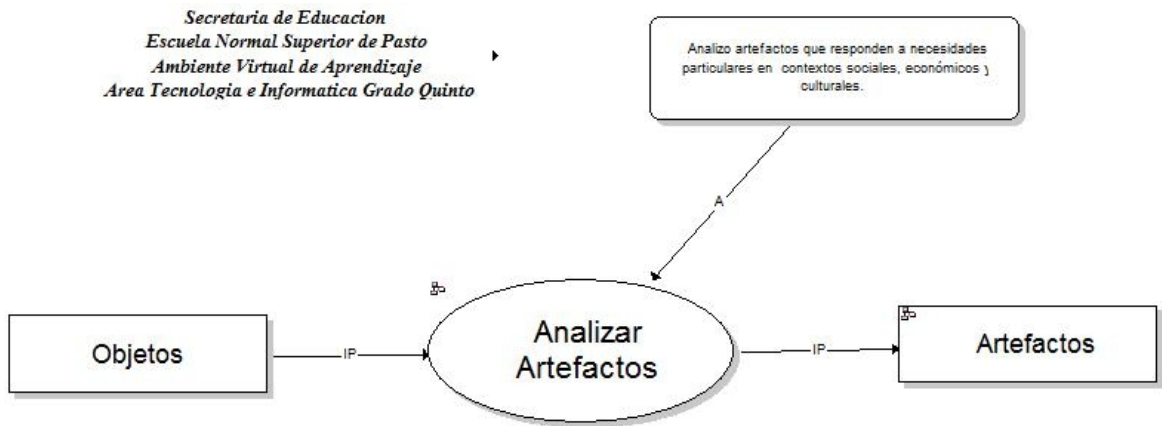 Secretaria de Educacion
Escuela Normal Superior de Pasto
Ambiente Virtual de Aprendizaje
Area Tecnologia e Informatica Grado Quinto
Analizo artefactos que responden a necesidades
particulares en contextos sociales, económicos y
culturales.
A
Objetos
IP
Analizar
Artefactos
IP
Artefactos